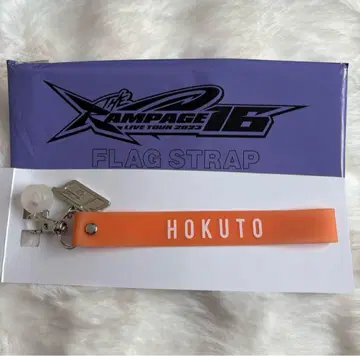 THE
RAMPAGE 16
LIVE TOUR 2023
FLAG STRAP
HOKUTO